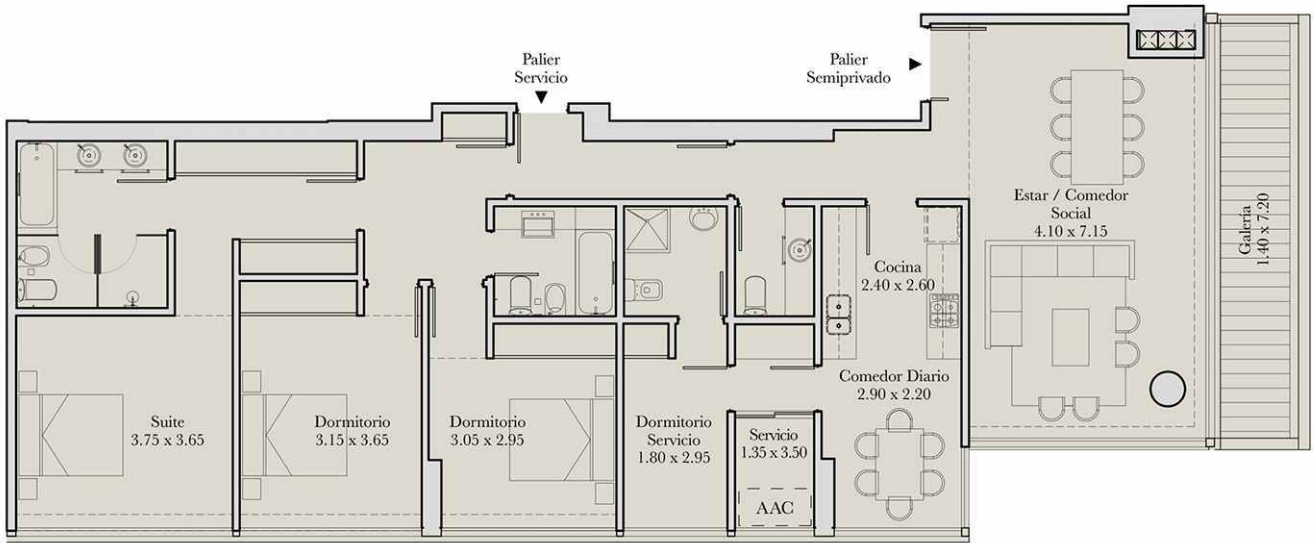 Palier
Servicio
Palier
Semiprivado
Estar / Comedor
Social
4.10 x 7.15
Galería
1.40 x 7.20
Cocina
2.40 x 2.60
Comedor Diario
2.90 x 2.20
Suite
3.75 x 3.65
Dormitorio
3.15 x 3.65
Dormitorio
3.05 x 2.95
Dormitorio
Servicio
1.80 x 2.95
Servicio
1.35 x 3.50
AAC